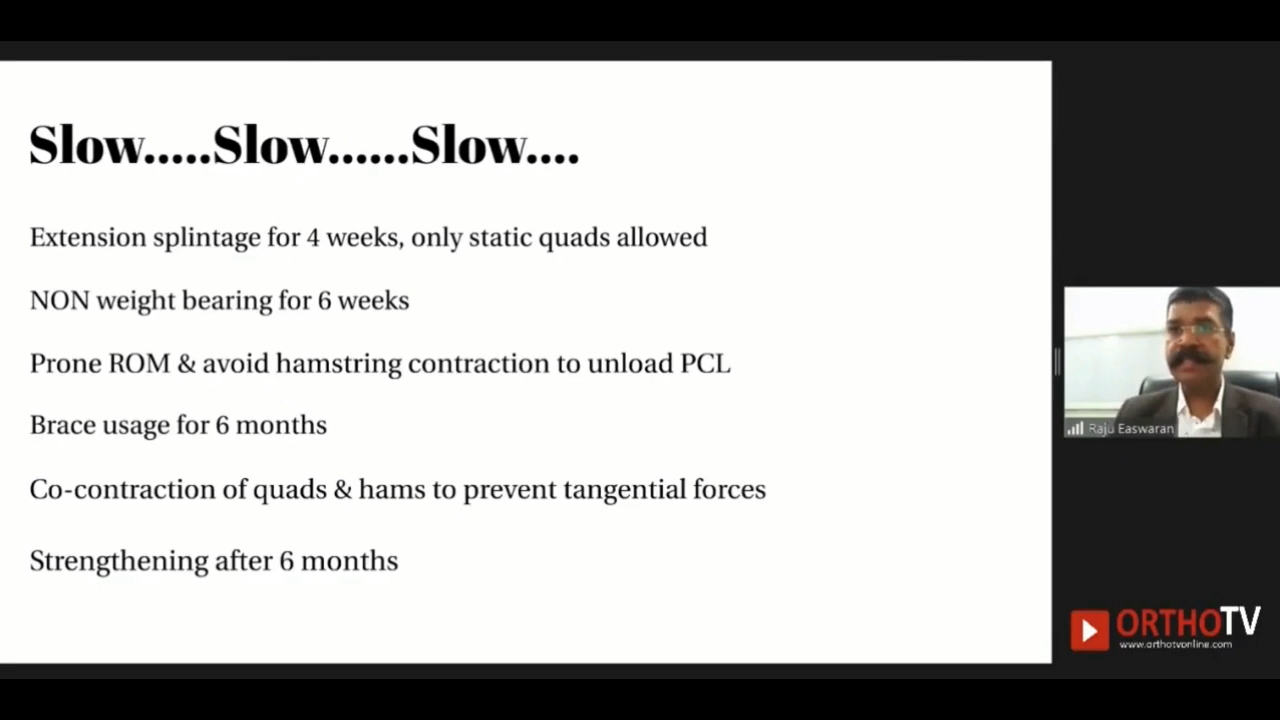 Slow.....Slow......Slow....
Extension splintage for 4 weeks, only static quads allowed
NON weight bearing for 6 weeks
Prone ROM & avoid hamstring contraction to unload PCL
Brace usage for 6 months
Co-contraction of quads & hams to prevent tangential forces
Strengthening after 6 months
Raju Easwaran
ORTHOTV
www.orthotvonline.com